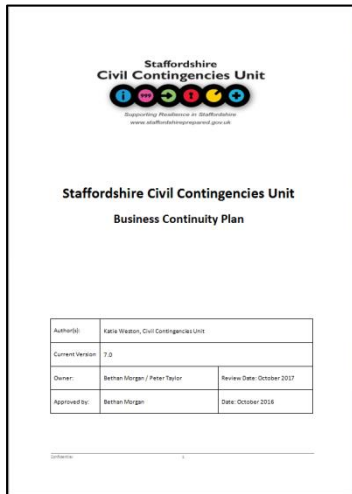 Staffordshire
Civil Contingencies Unit
Supporting Resilience in Staffordshire
www.staffordshireprepared.gov.uk
Staffordshire Civil Contingencies Unit
Business Continuity Plan
Author(s): Katie Weston, Civil Contingencies Unit
Current Version 7.0
Owner: Bethan Morgan / Peter Taylor Review Date: October 2017
Approved by: Bethan Morgan Date: October 2016
Confidential